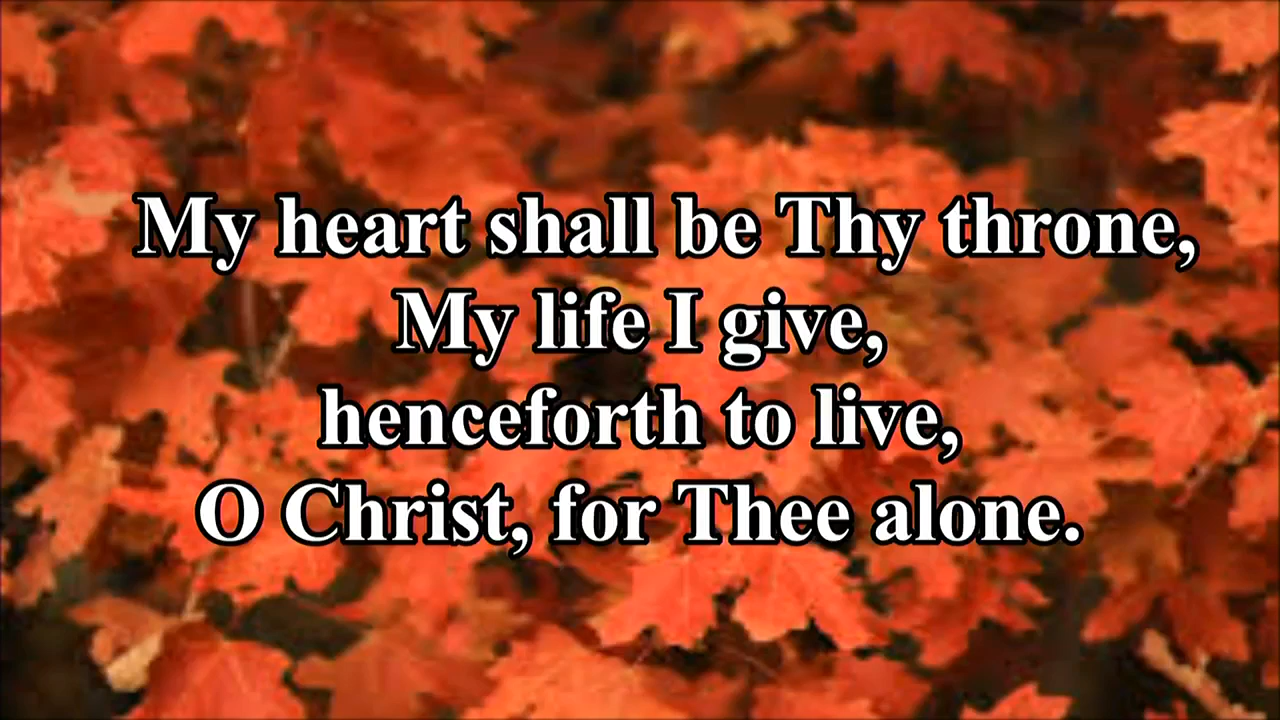 My heart shall be Thy throne,
My life I give,
henceforth to live,
O Christ, for Thee alone.